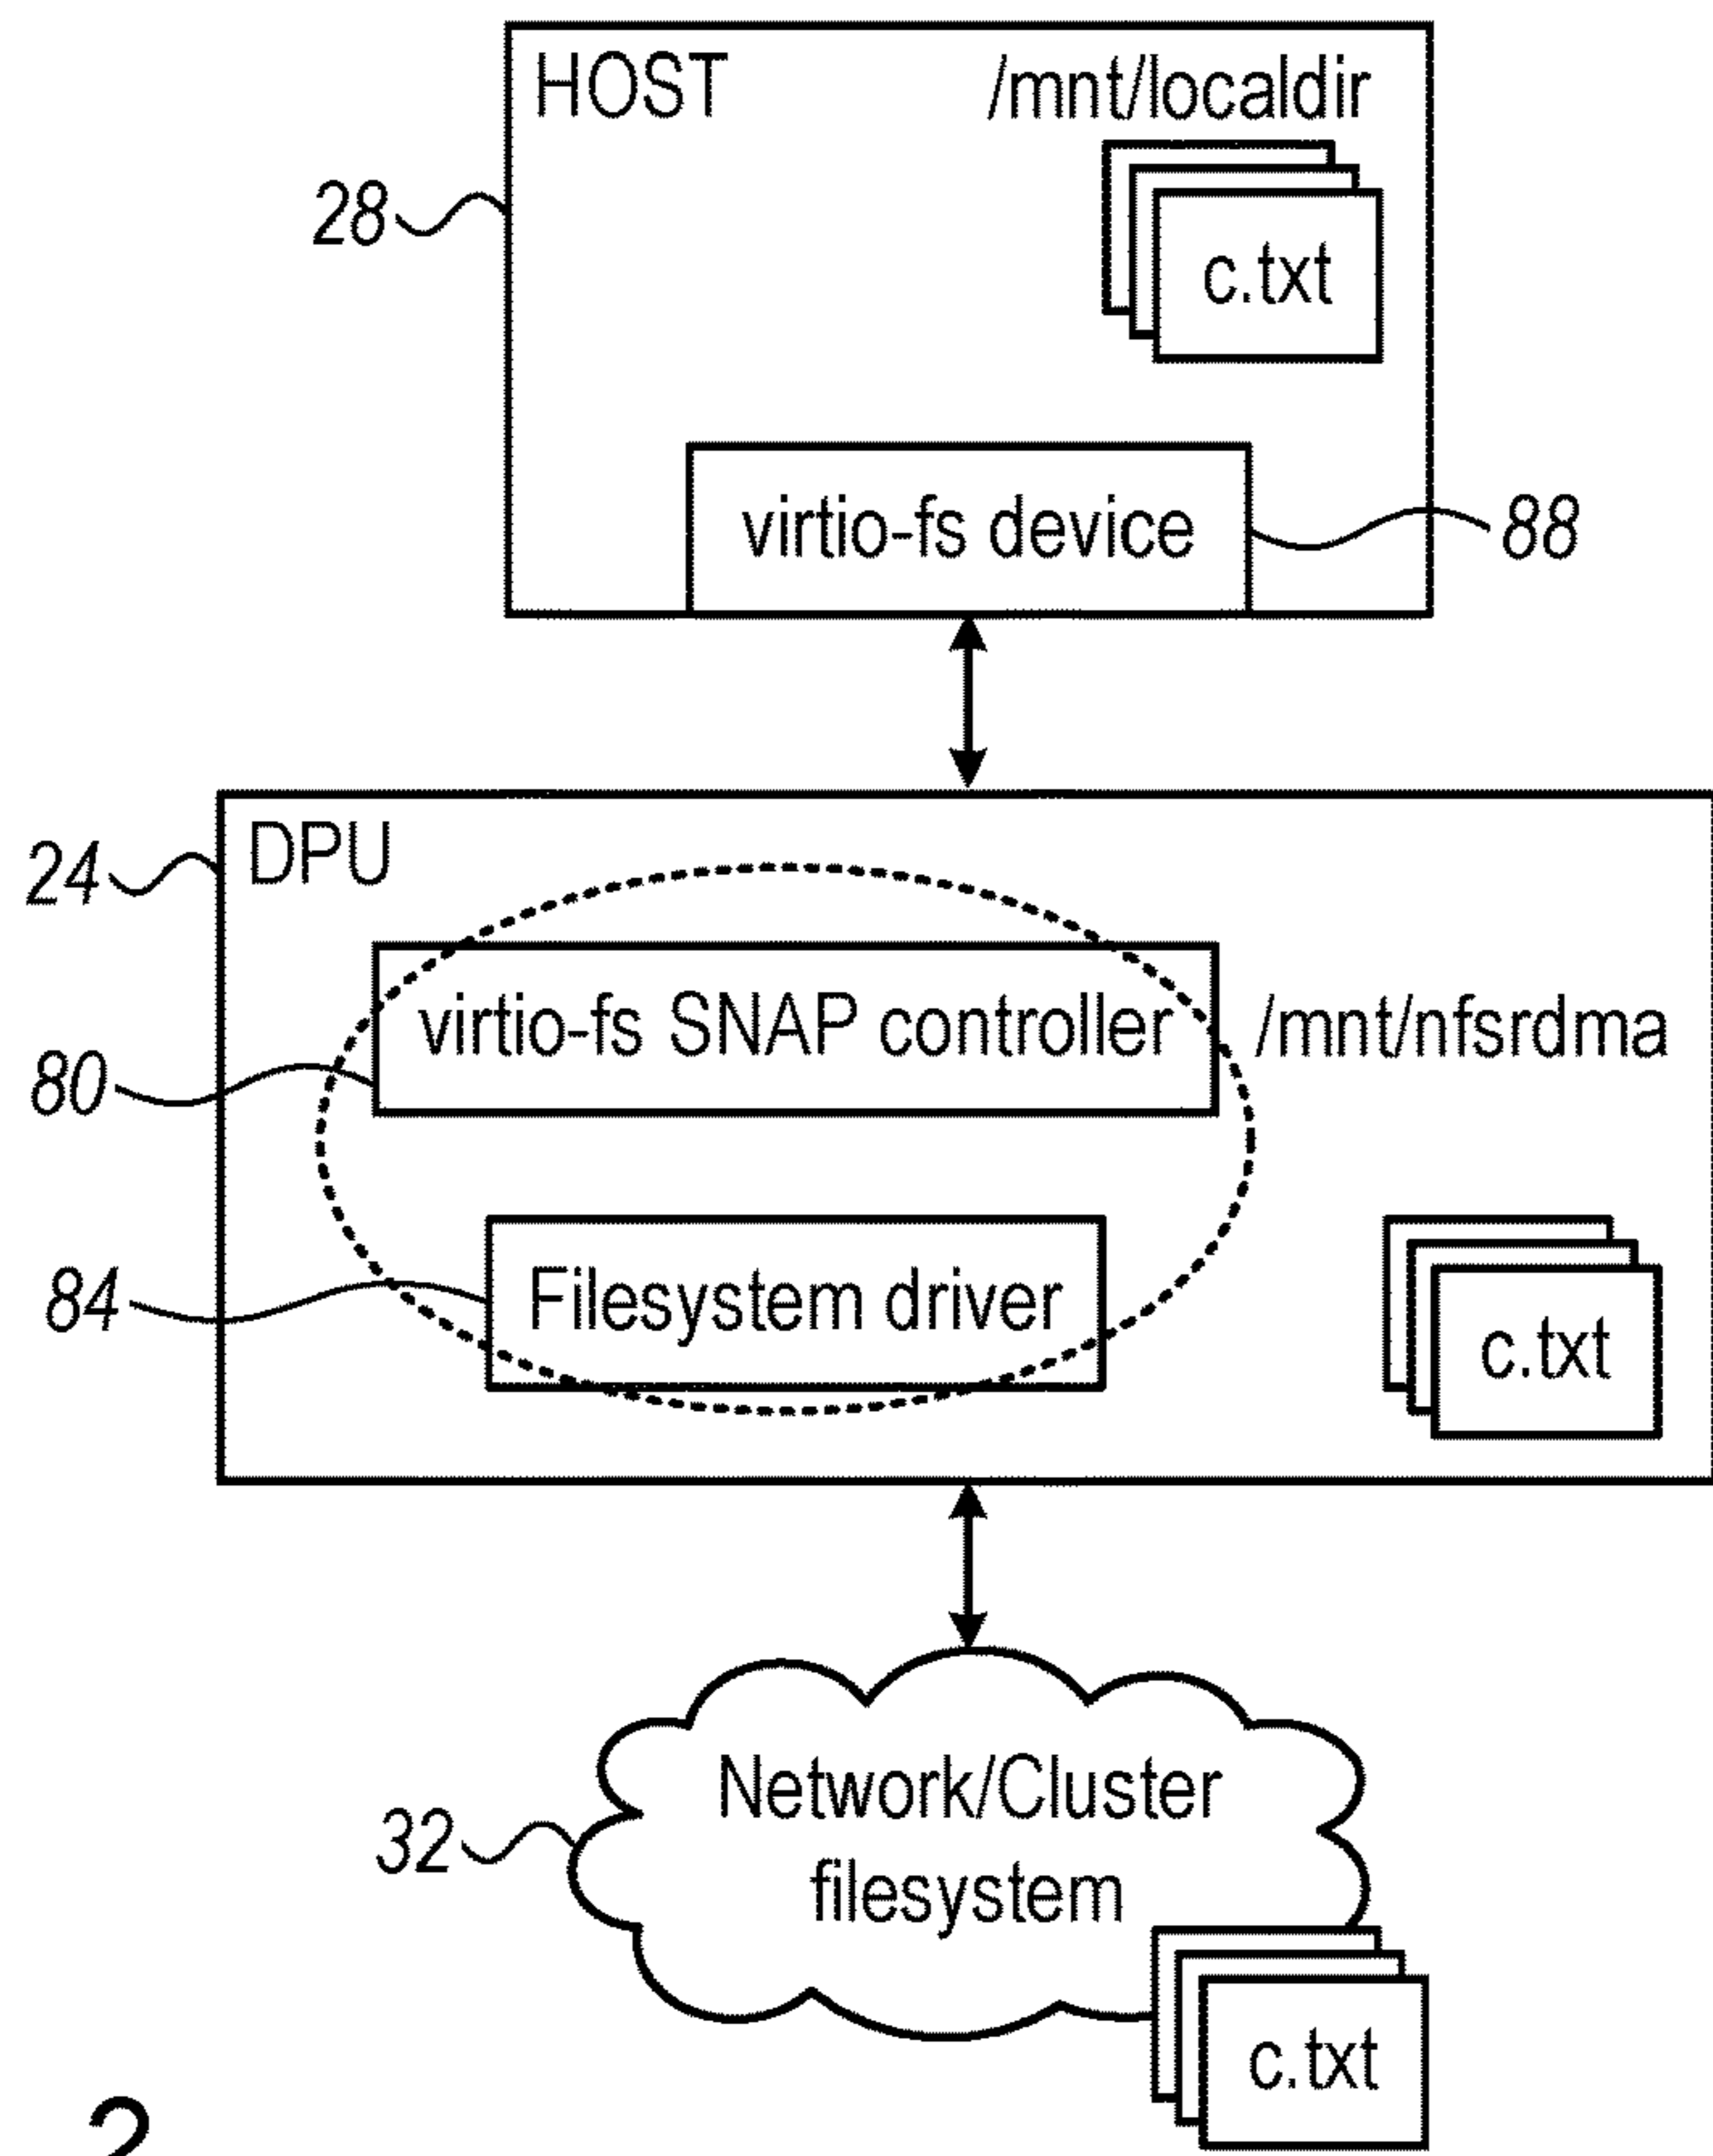 HOST /mnt/localdir
28
c.txt
virtio-fs device
88
24
DPU
virtio-fs SNAP controller
/mnt/nfsrdma
80
84
Filesystem driver
c.txt
32
Network/Cluster
filesystem
c.txt
2